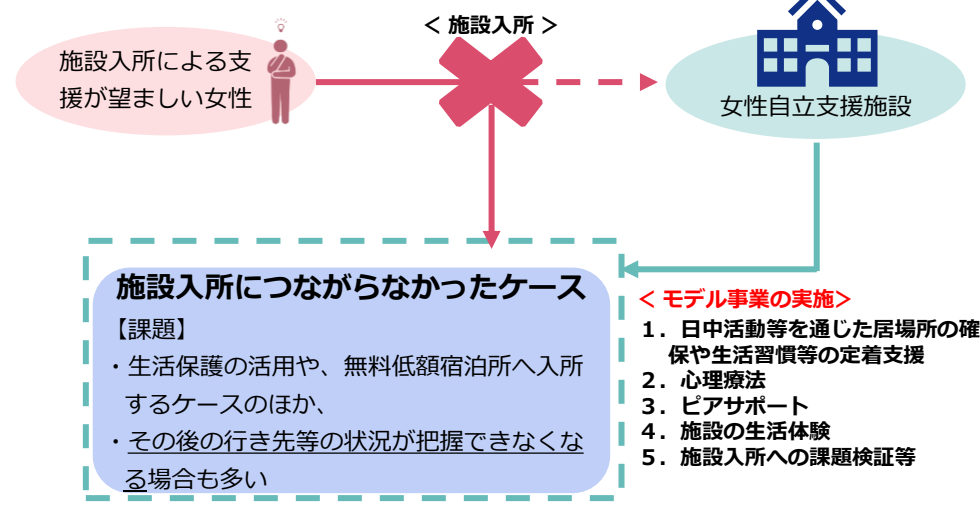 ＜ 施設入所 ＞
施設入所による支
援が望ましい女性
女性自立支援施設
施設入所につながらなかったケース
【課題】
・生活保護の活用や、無料低額宿泊所へ入所
するケースのほか、
・その後の行き先等の状況が把握できなくな
る場合も多い
＜ モデル事業の実施＞
１．日中活動等を通じた居場所の確
保や生活習慣等の定着支援
２．心理療法
３．ピアサポート
４．施設の生活体験
５．施設入所への課題検証等